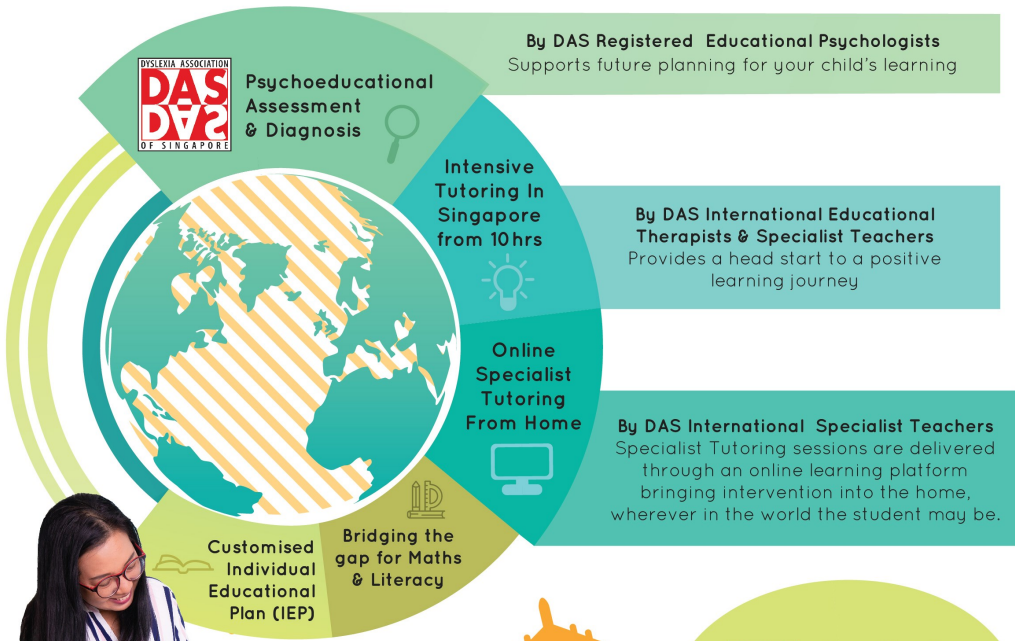 By DAS Registered Educational Psychologists
Supports future planning for your child's learning
DYSLEXIA ASSOCIATION
DAS
DAS
OF SINGAPORE
Psychoeducational
Assessment
& Diagnosis
Intensive
Tutoring In
Singapore
from 10hrs
By DAS International Educational
Therapists & Specialist Teachers
Provides a head start to a positive
learning journey
Online
Specialist
Tutoring
From Home
By DAS International Specialist Teachers
Specialist Tutoring sessions are delivered
through an online learning platform
bringing intervention into the home,
wherever in the world the student may be.
Bridging the
gap for Maths
& Literacy
Customised
Individual
Educational
Plan (IEP)